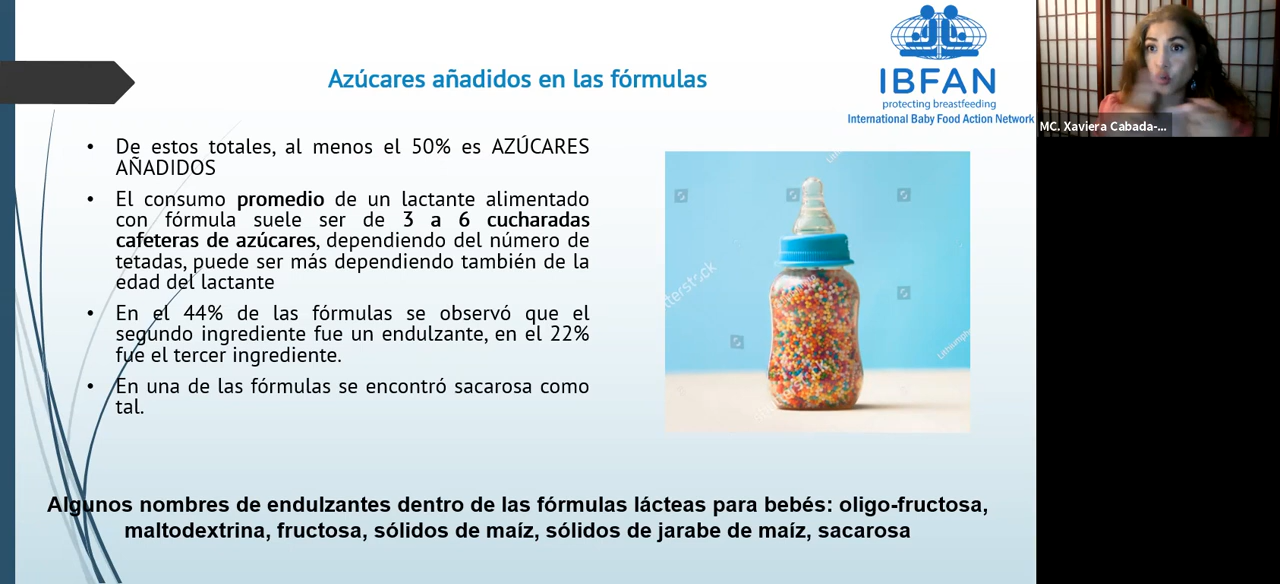 Azúcares añadidos en las fórmulas
IBFAN
protecting breastfeeding
International Baby Food Action Network
MC. Xaviera Cabada-...
• De estos totales, al menos el 50% es AZÚCARES
AÑADIDOS
• El consumo promedio de un lactante alimentado
con fórmula suele ser de 3 a 6 cucharadas
cafeteras de azúcares, dependiendo del número de
tetadas, puede ser más dependiendo también de la
edad del lactante
• En el 44% de las fórmulas se observó que el
segundo ingrediente fue un endulzante, en el 22%
fue el tercer ingrediente.
• En una de las fórmulas se encontró sacarosa como
tal.
Algunos nombres de endulzantes dentro de las fórmulas lácteas para bebés: oligo-fructosa,
maltodextrina, fructosa, sólidos de maíz, sólidos de jarabe de maíz, sacarosa